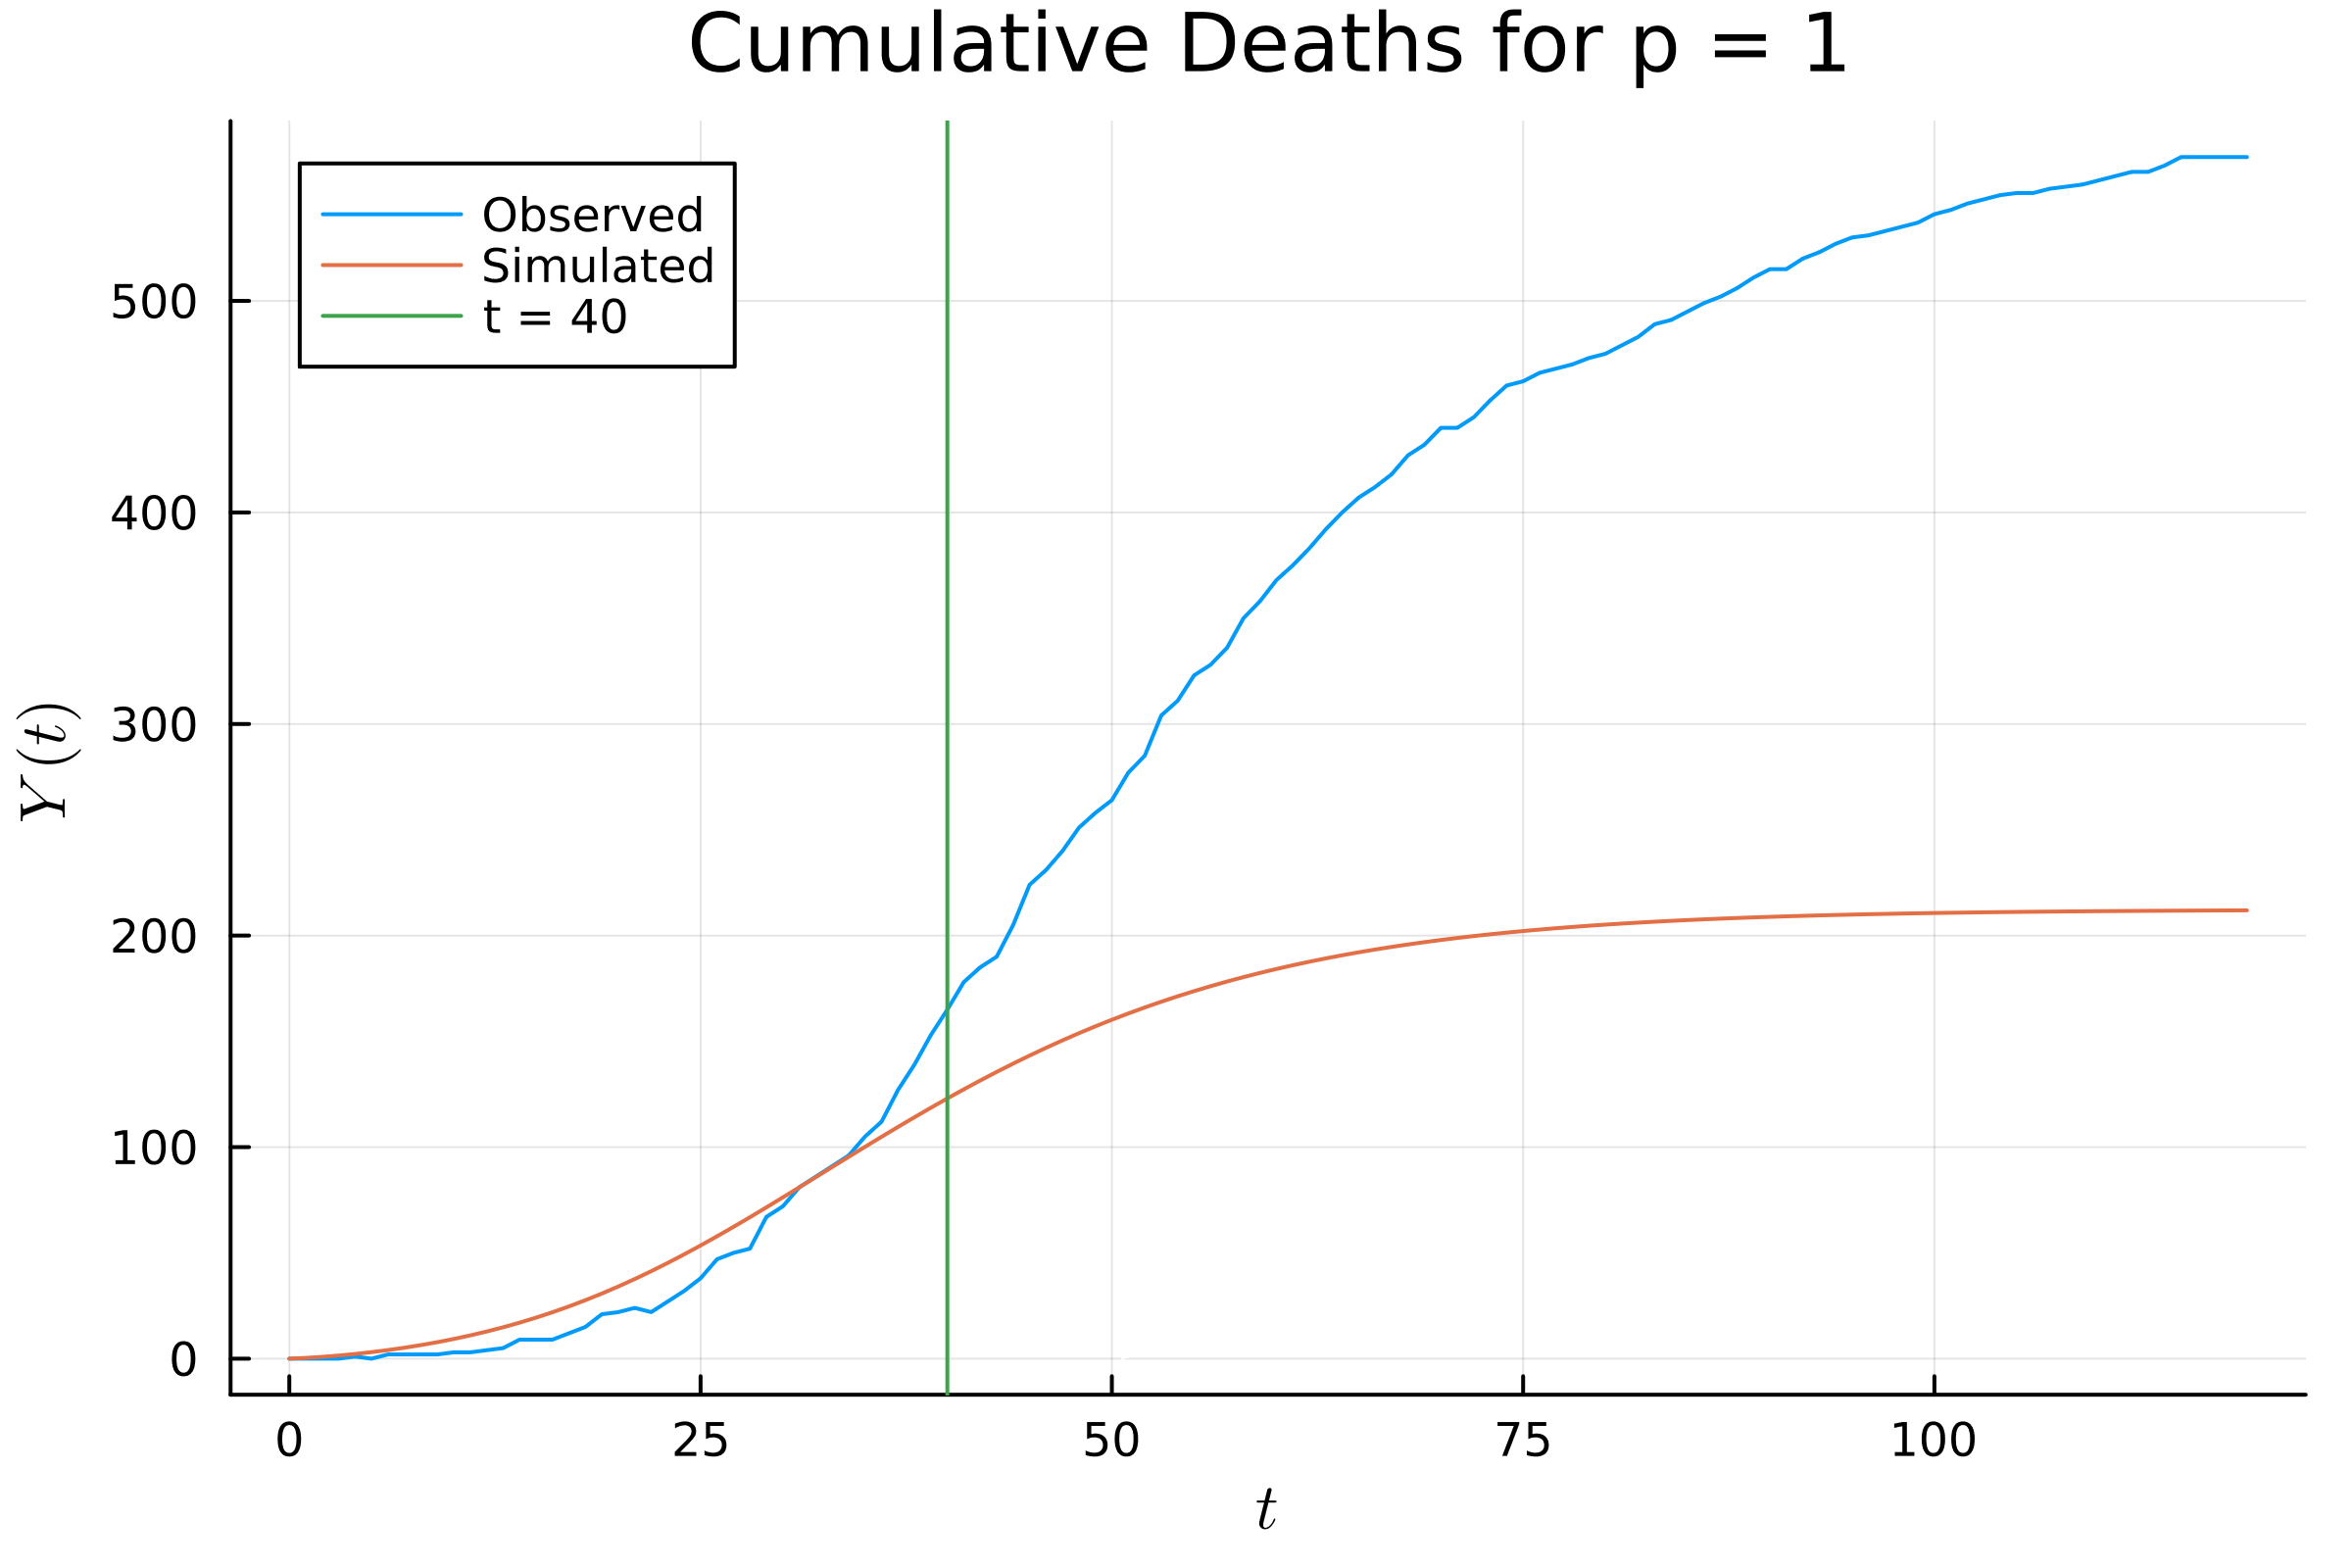 Cumulative Deaths for p = 1
Observed
Simulated
t = 40
500
400
300
200
100
0
Y(t)
0 25 50 75 100
t